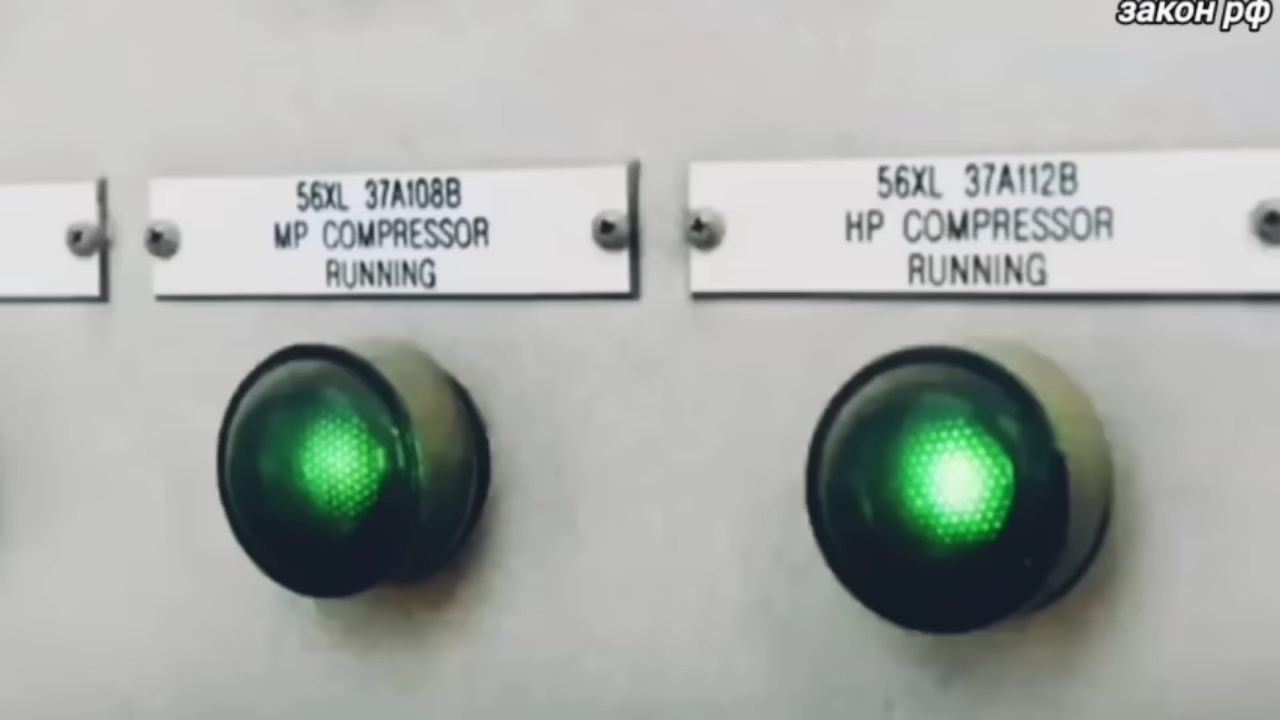 закон рф
56XL 37A108B
MP COMPRESSOR
RUNNING
56XL 37A112B
HP COMPRESSOR
RUNNING